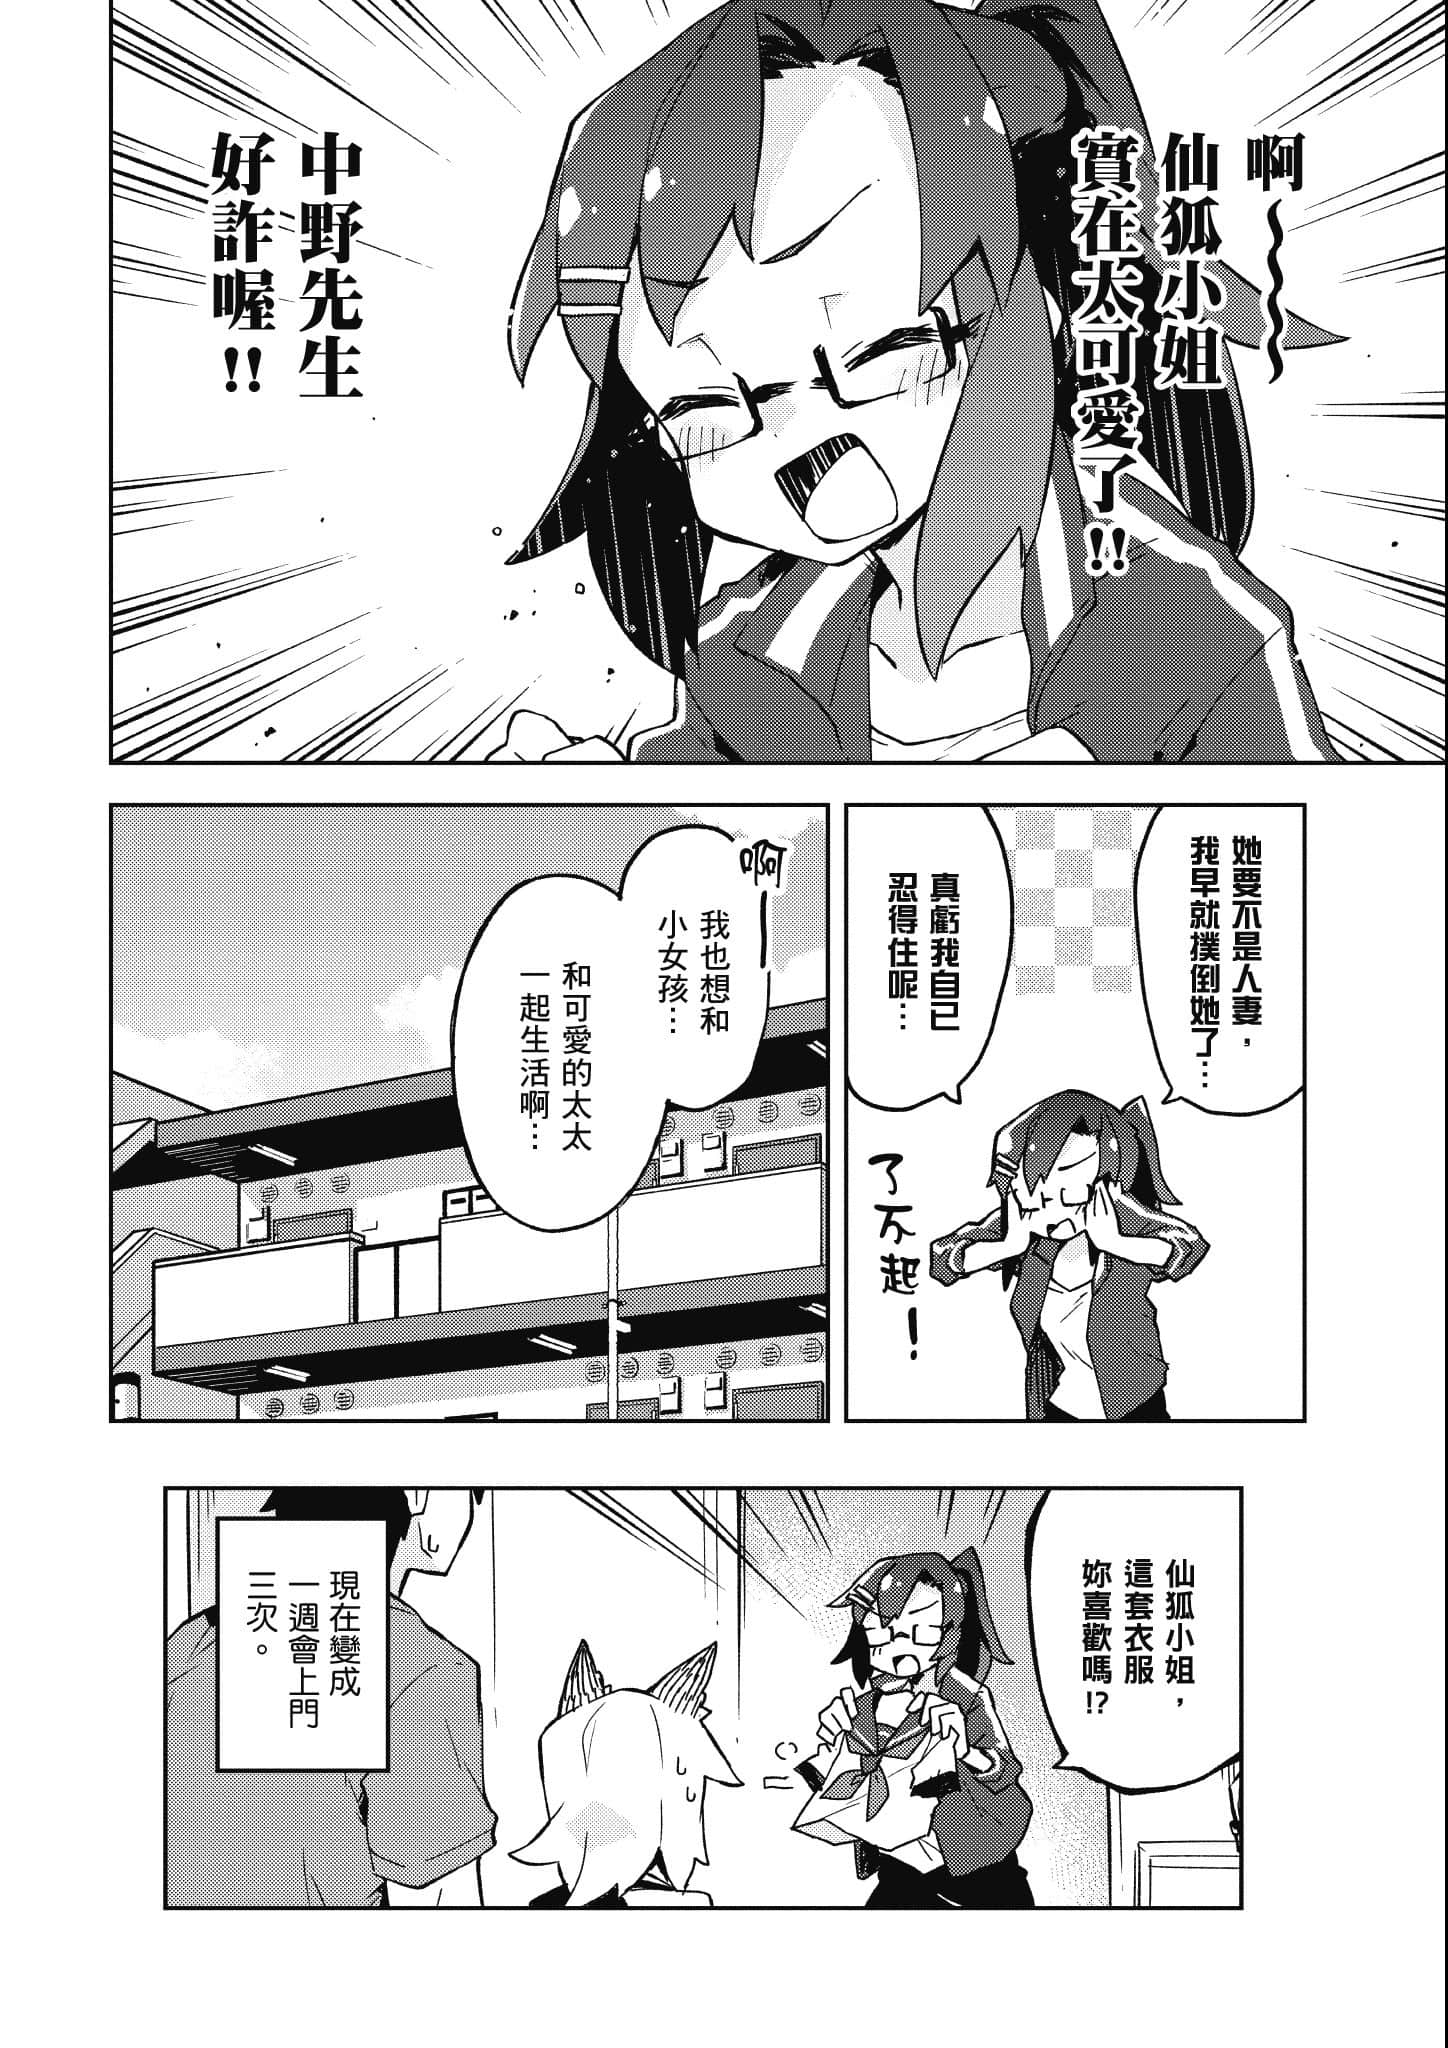 啊～～～
仙狐小姐
實在太可愛了!!
中野先生
好詐喔!!
她要不是人妻，
我早就撲倒她了…
真虧我自己
忍得住呢…
了不起！
啊—
我也想和
小女孩…
和可愛的太太
一起生活啊…
仙狐小姐，
這套衣服
妳喜歡嗎!?
現在變成
一週會上門
三次。